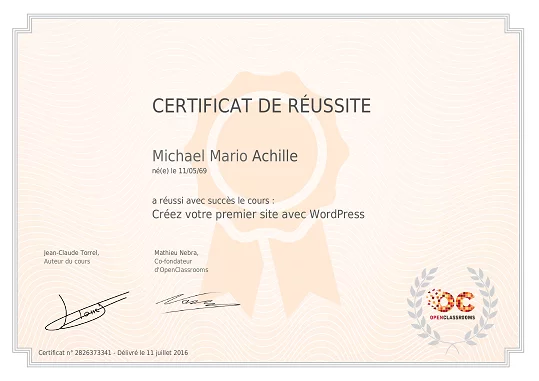 CERTIFICAT DE RÉUSSITE
Michael Mario Achille
né(e) le 11/05/69
a réussi avec succès le cours :
Créez votre premier site avec WordPress
Jean-Claude Torrel,
Auteur du cours
Mathieu Nebra,
Co-fondateur
d'OpenClassrooms
OC
OPENCLASSROOMS
Certificat n° 2826373341 - Délivré le 11 juillet 2016